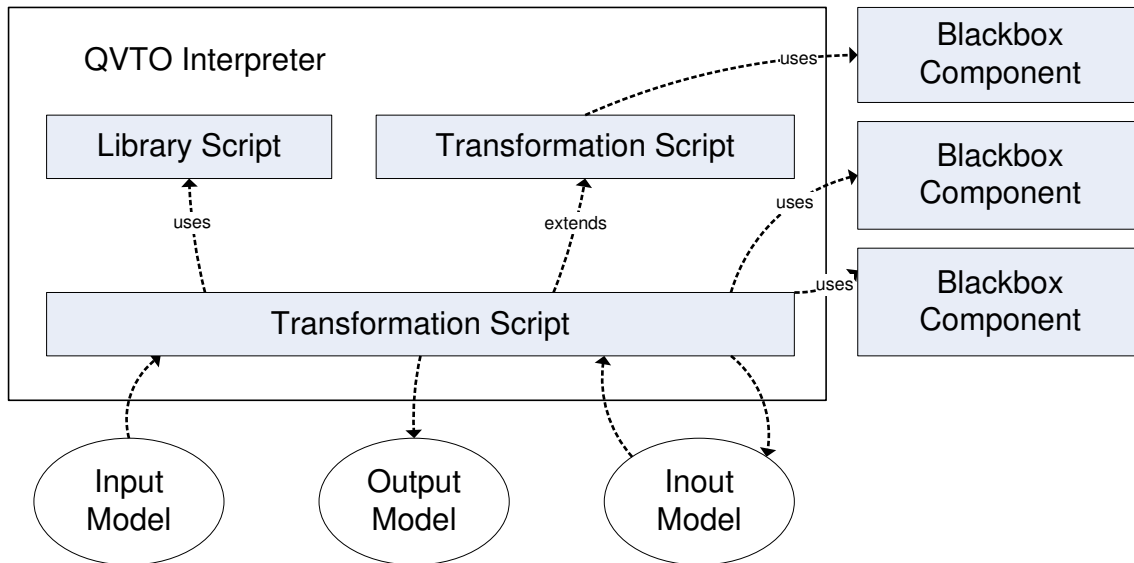 QVTO Interpreter
uses
Blackbox
Component
Library Script
Transformation Script
uses
extends
uses
Blackbox
Component
Transformation Script
uses
Blackbox
Component
Input
Model
Output
Model
Inout
Model